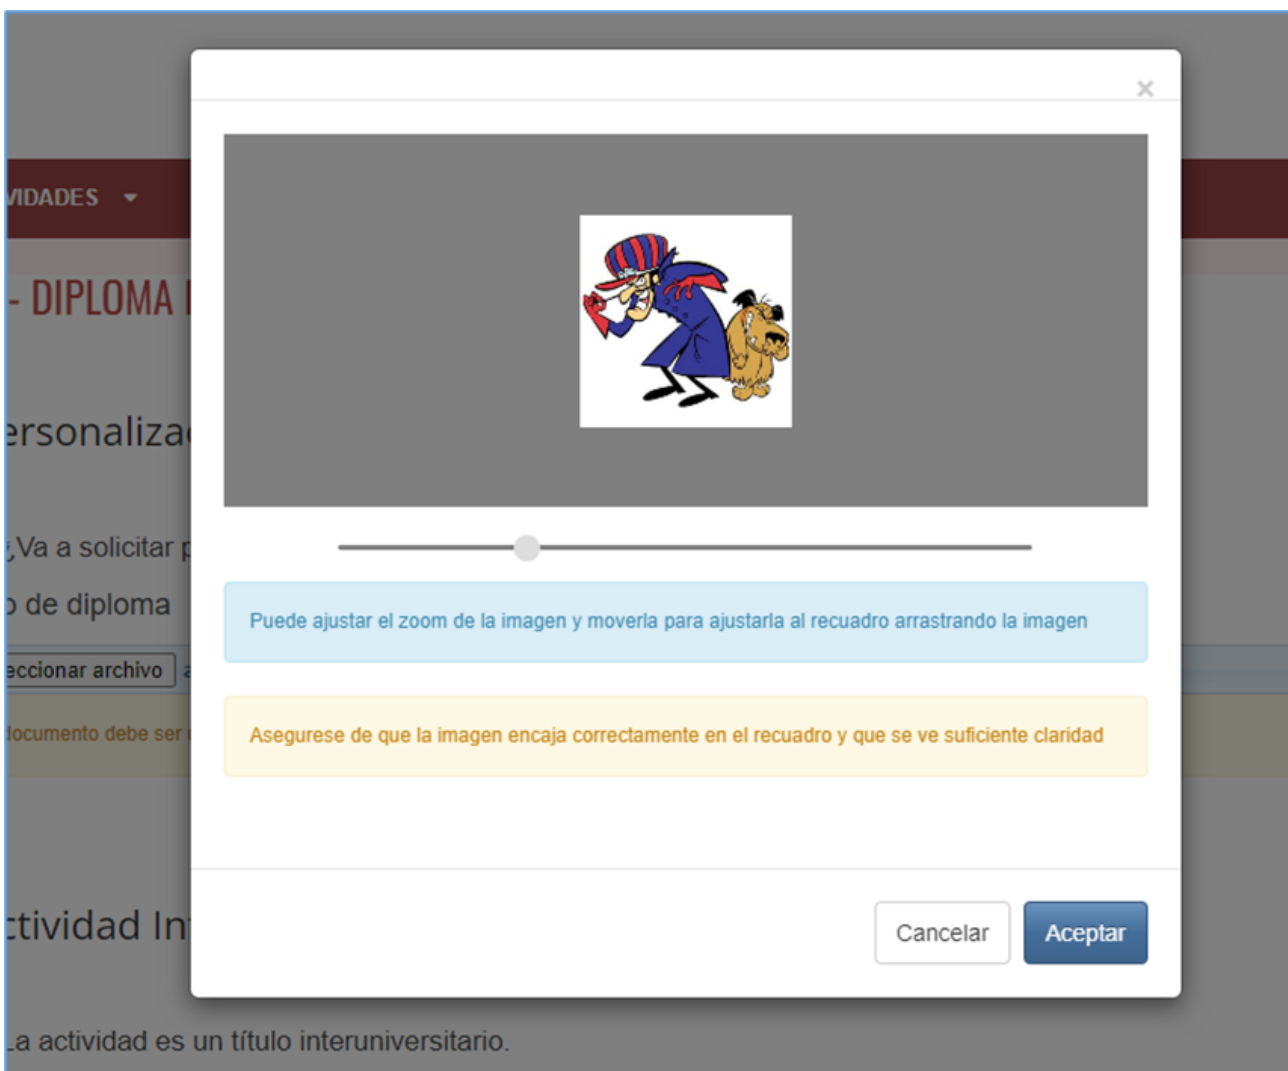 ×
VIDADES
- DIPLOMA
ersonaliza
¿Va a solicitar p
o de diploma
eccionar archivo
documento debe ser
Puede ajustar el zoom de la imagen y moverla para ajustarla al recuadro arrastrando la imagen
Asegurese de que la imagen encaja correctamente en el recuadro y que se ve suficiente claridad
Cancelar
Aceptar
ctividad In
La actividad es un título interuniversitario.